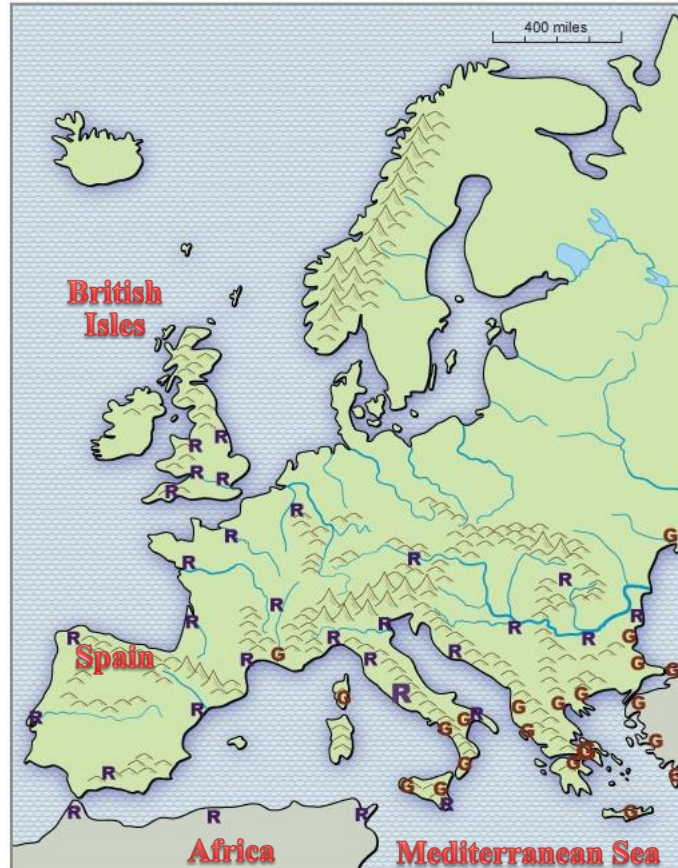 400 miles
British
Isles
R R
R R
R
R
R G
R
R
R
R
R
R R R
R R R G
Spain R G R R G
G
G R G
G G
R G
R G R
G G
G
G
G G
R G
G G
R
R R R G
Africa
Mediterranean Sea